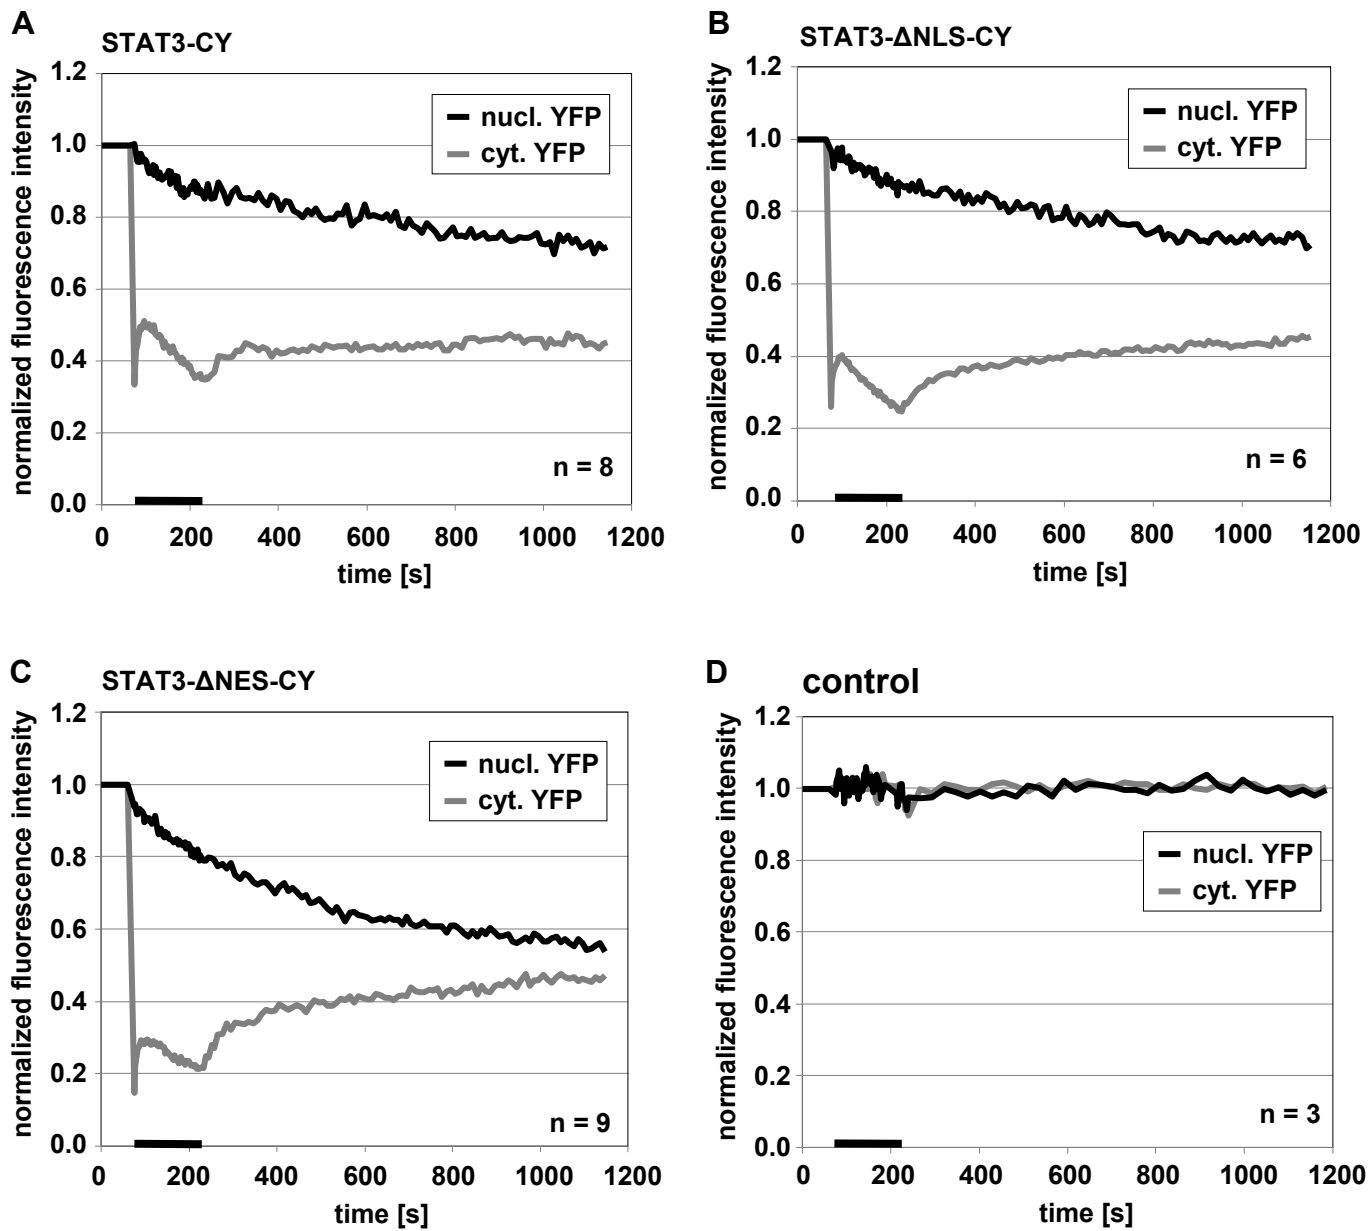 A
STAT3-CY
normalized fluorescence intensity
1.2
1.0
0.8
0.6
0.4
0.2
0.0
nucl. YFP
cyt. YFP
n = 8
0 200 400 600 800 1000 1200
time [s]
B
STAT3-ΔNLS-CY
normalized fluorescence intensity
1.2
1.0
0.8
0.6
0.4
0.2
0.0
nucl. YFP
cyt. YFP
n = 6
0 200 400 600 800 1000 1200
time [s]
C
STAT3-ΔNES-CY
normalized fluorescence intensity
1.2
1.0
0.8
0.6
0.4
0.2
0.0
nucl. YFP
cyt. YFP
n = 9
0 200 400 600 800 1000 1200
time [s]
D
control
normalized fluorescence intensity
1.2
1.0
0.8
0.6
0.4
0.2
0.0
nucl. YFP
cyt. YFP
n = 3
0 200 400 600 800 1000 1200
time [s]